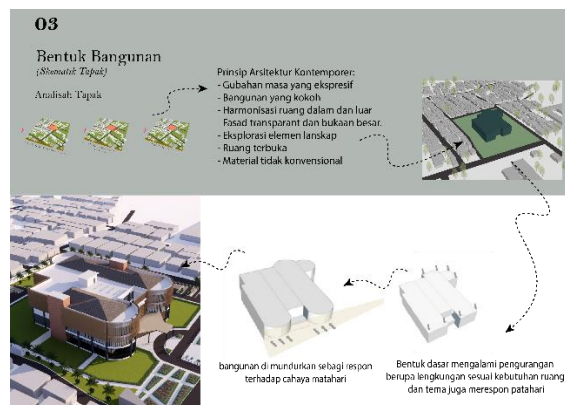 03
Bentuk Bangunan
(Skematik Tapak)
Analisah Tapak
Prinsip Arsitektur Kontemporer:
- Gubahan masa yang ekspresif
- Bangunan yang kokoh
- Harmonisasi ruang dalam dan luar
Fasad transparant dan bukaan besar.
- Eksplorasi elemen lanskap
- Ruang terbuka
- Material tidak konvensional
bangunan di mundurkan sebagi respon
terhadap cahaya matahari
Bentuk dasar mengalami pengurangan
berupa lengkungan sesuai kebutuhan ruang
dan tema juga merespon patahari